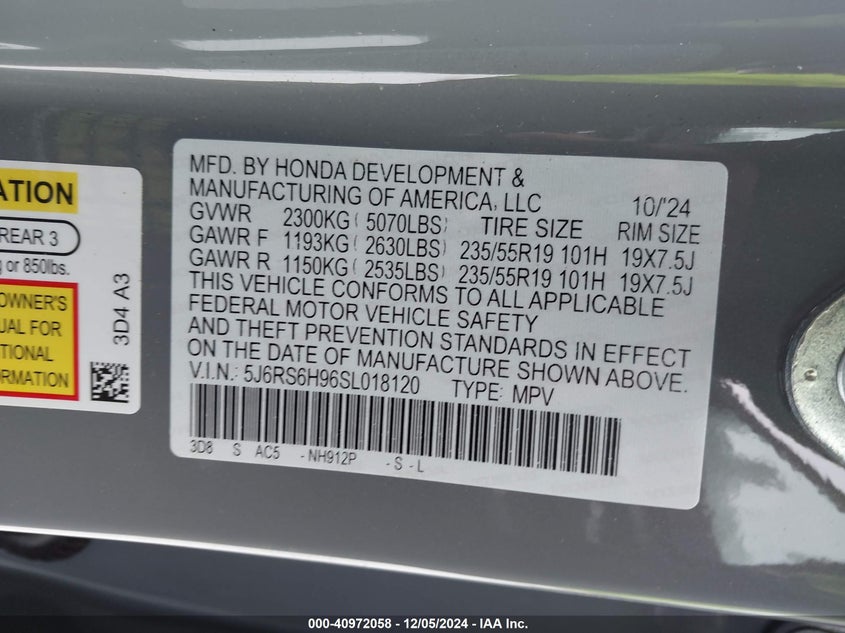 ATION
REAR 3
g or 850lbs.
OWNER'S
UAL FOR
TIONAL
ORMATION
3D4 A3
MFD. BY HONDA DEVELOPMENT &
MANUFACTURING OF AMERICA, LLC 10/'24
GVWR 2300KG( 5070LBS) TIRE SIZE RIM SIZE
GAWR F 1193KG( 2630LBS) 235/55R19 101H 19X7.5J
GAWR R 1150KG( 2535LBS) 235/55R19 101H 19X7.5J
THIS VEHICLE CONFORMS TO ALL APPLICABLE
FEDERAL MOTOR VEHICLE SAFETY
AND THEFT PREVENTION STANDARDS IN EFFECT
ON THE DATE OF MANUFACTURE SHOWN ABOVE.
V.I.N.: 5J6RS6H96SL018120 TYPE: MPV
3D8 S AC5 -NH912P -S -L
000-40972058 - 12/05/2024 - IAA Inc.